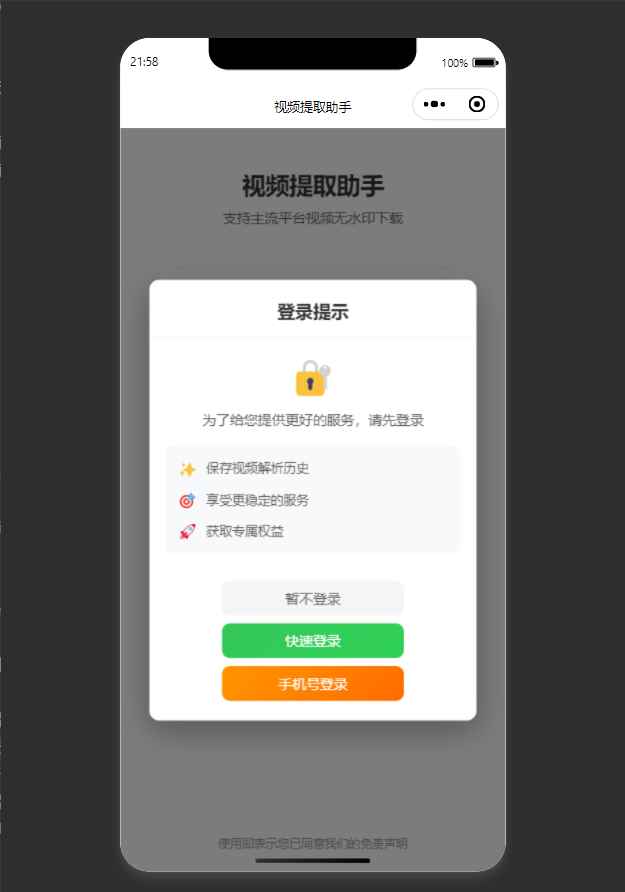 21:58
100%
视频提取助手
视频提取助手
支持主流平台视频无水印下载
登录提示
为了给您提供更好的服务，请先登录
保存视频解析历史
享受更稳定的服务
获取专属权益
暂不登录
快速登录
手机号登录
使用即表示您已同意我们的免责声明